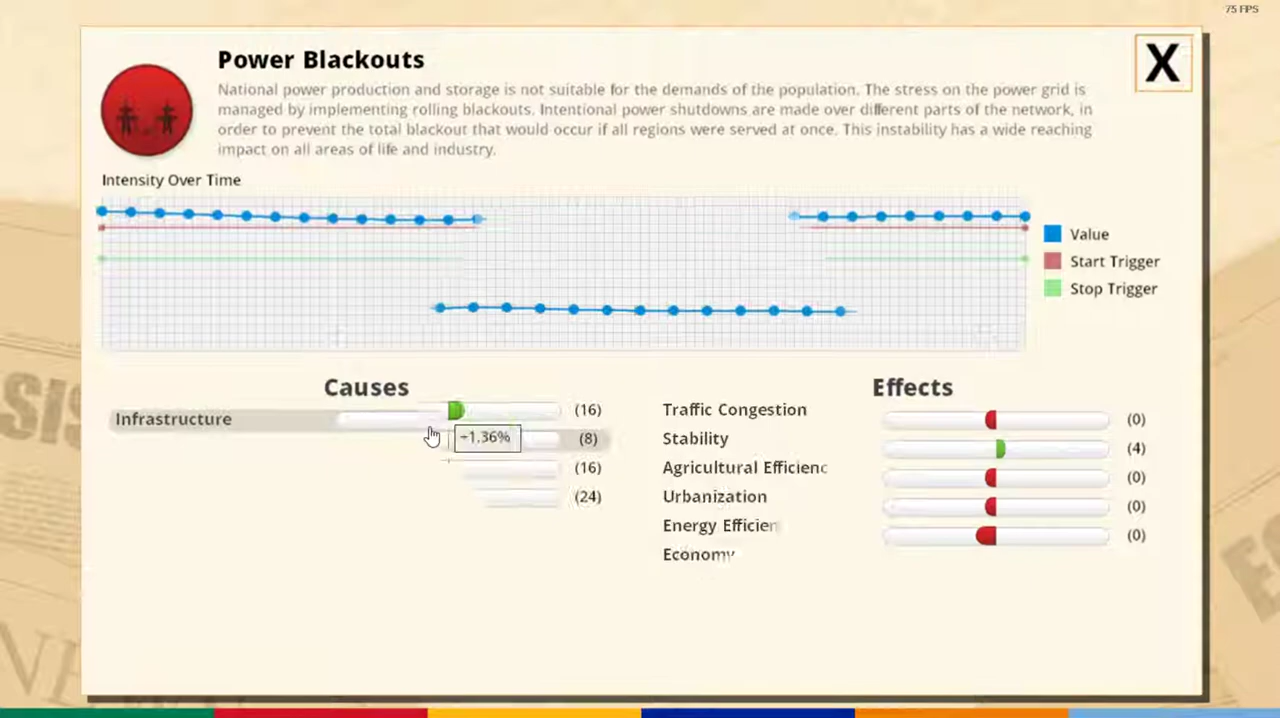 75 FPS
Power Blackouts
X
National power production and storage is not suitable for the demands of the population. The stress on the power grid is
managed by implementing rolling blackouts. Intentional power shutdowns are made over different parts of the network, in
order to prevent the total blackout that would occur if all regions were served at once. This instability has a wide reaching
impact on all areas of life and industry.
Intensity Over Time
Value
Start Trigger
Stop Trigger
Causes
Effects
(16)
Infrastructure
÷1.36%
(8)
(16)
(24)
Traffic Congestion
(0)
Stability
(4)
Agricultural Efficienc
(0)
Urbanization
(0)
Energy Efficien
(0)
Economy